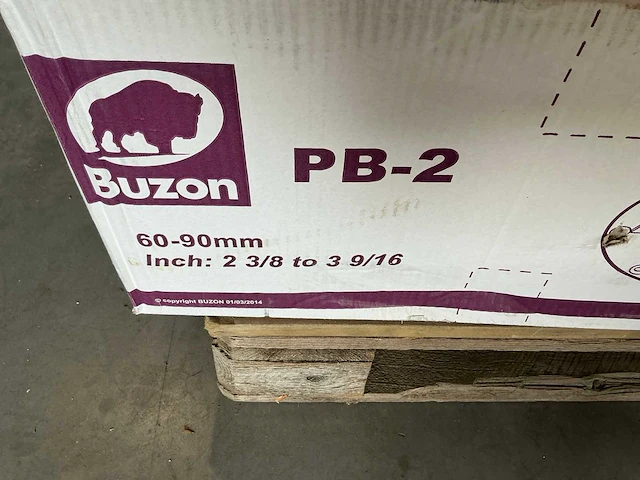 Buzon
PB-2
60-90mm
Inch: 2 3/8 to 3 9/16
© copyright BUZON 01/03/2014